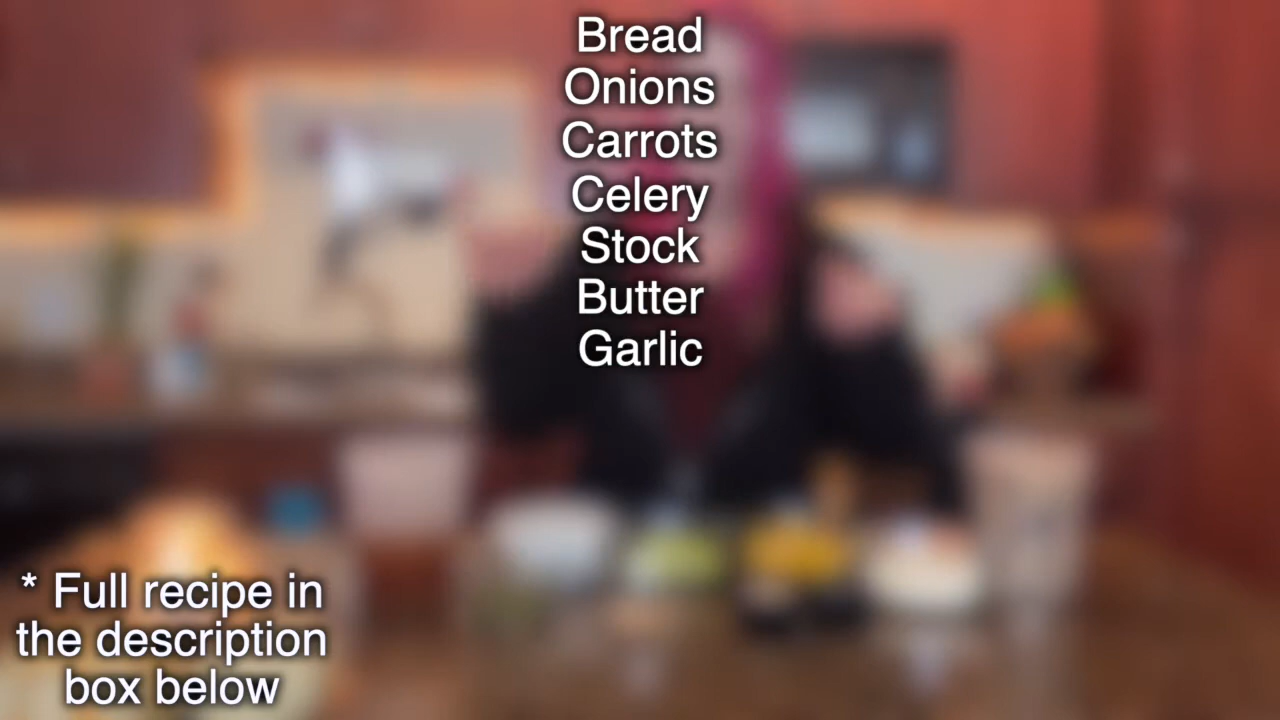 Bread
Onions
Carrots
Celery
Stock
Butter
Garlic
* Full recipe in
the description
box below